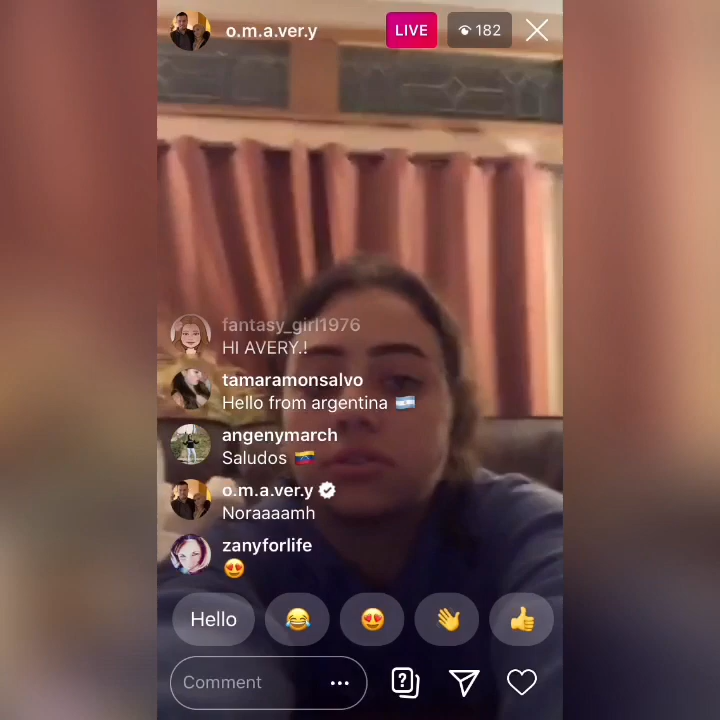 o.m.a.ver.y
LIVE
182
fantasy_girl1976
HI AVERY.!
tamaramonsalvo
Hello from argentina 🇦🇷
angenymarch
Saludos 🇻🇪
o.m.a.ver.y
Noraaaamh
zanyforlife
😍
Hello 😂 😍 👋 👍
Comment ...